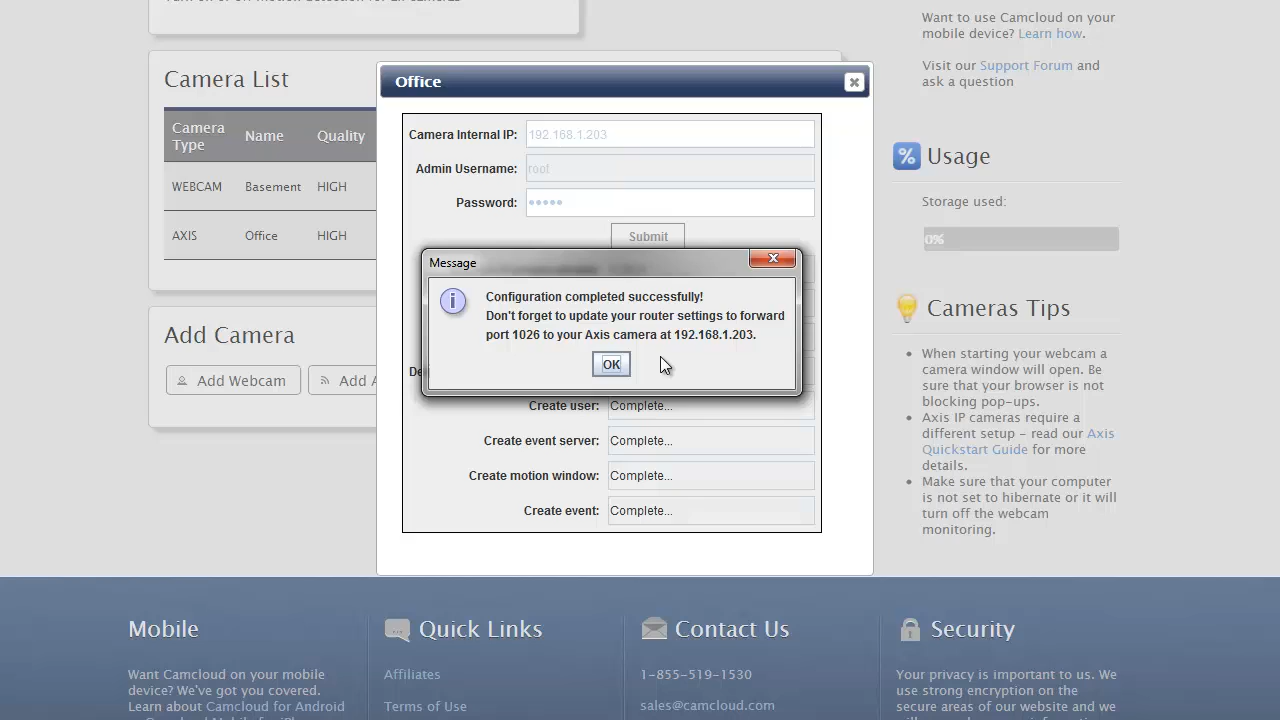 Want to use Camcloud on your
mobile device? Learn how.
Visit our Support Forum and
ask a question
Camera List
Camera
Type
Name
Quality
WEBCAM
Basement
HIGH
AXIS
Office
HIGH
Add Camera
Add Webcam
Add A
Office
Camera Internal IP:
192.168.1.203
Admin Username:
root
Password:
•••••
Submit
Message
Configuration completed successfully!
Don't forget to update your router settings to forward
port 1026 to your Axis camera at 192.168.1.203.
OK
De
Create user:
Complete...
Create event server:
Complete...
Create motion window:
Complete...
Create event:
Complete...
% Usage
Storage used:
0%
Cameras Tips
• When starting your webcam a
camera window will open. Be
sure that your browser is not
blocking pop-ups.
• Axis IP cameras require a
different setup - read our Axis
Quickstart Guide for more
details.
• Make sure that your computer
is not set to hibernate or it will
turn off the webcam
monitoring.
Mobile
Want Camcloud on your mobile
device? We've got you covered.
Learn about Camcloud for Android
Quick Links
Affiliates
Terms of Use
Contact Us
1-855-519-1530
sales@camcloud.com
Security
Your privacy is important to us. We
use strong encryption on the
secure areas of our website and we